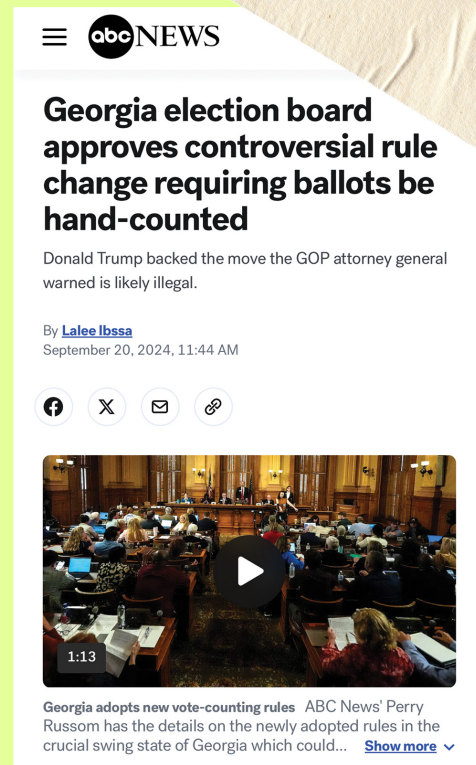 abc NEWS
Georgia election board
approves controversial rule
change requiring ballots be
hand-counted
Donald Trump backed the move the GOP attorney general
warned is likely illegal.
By Lalee Ibssa
September 20, 2024, 11:44 AM
1:13
Georgia adopts new vote-counting rules ABC News' Perry
Russom has the details on the newly adopted rules in the
crucial swing state of Georgia which could... Show more